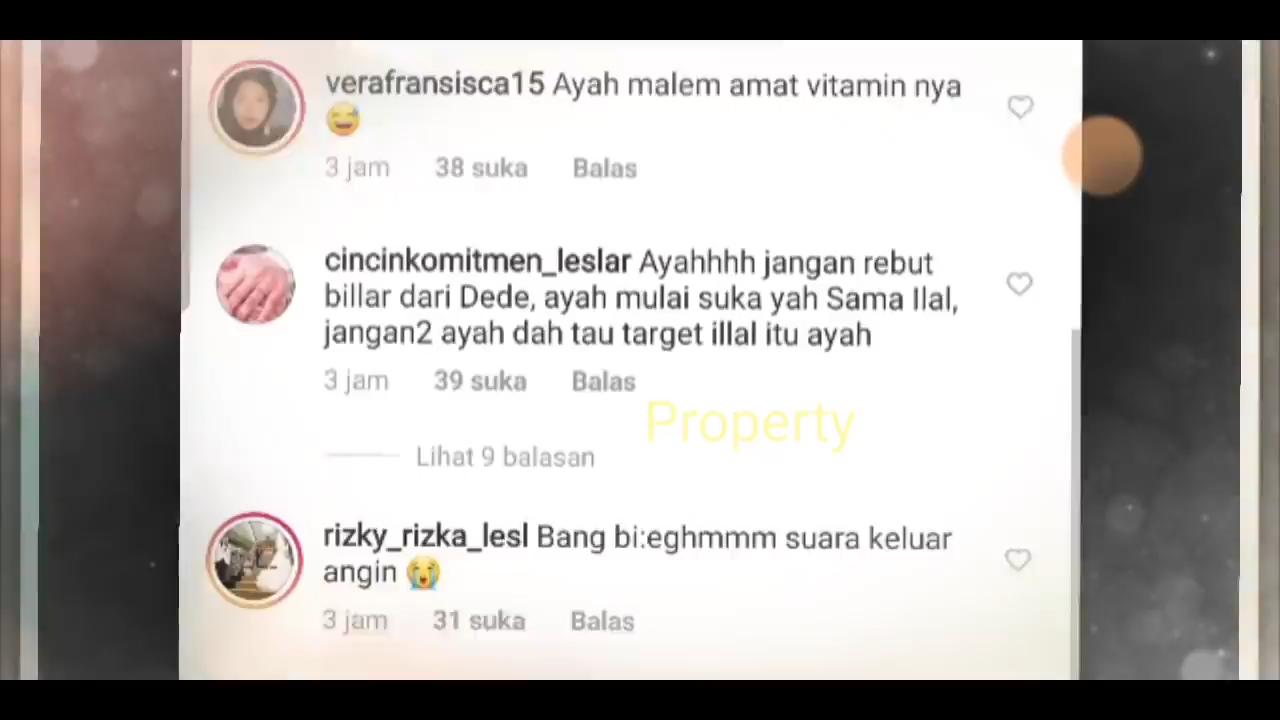 verafransisca15 Ayah malem amat vitamin nya
😅
3 jam 38 suka Balas
cincinkomitmen_leslar Ayahhhh jangan rebut
billar dari Dede, ayah mulai suka yah Sama Ilal,
jangan2 ayah dah tau target illal itu ayah
3 jam 39 suka Balas
Property
Lihat 9 balasan
rizky_rizka_lesl Bang bi:eghmmm suara keluar
angin 😭
3 jam 31 suka Balas